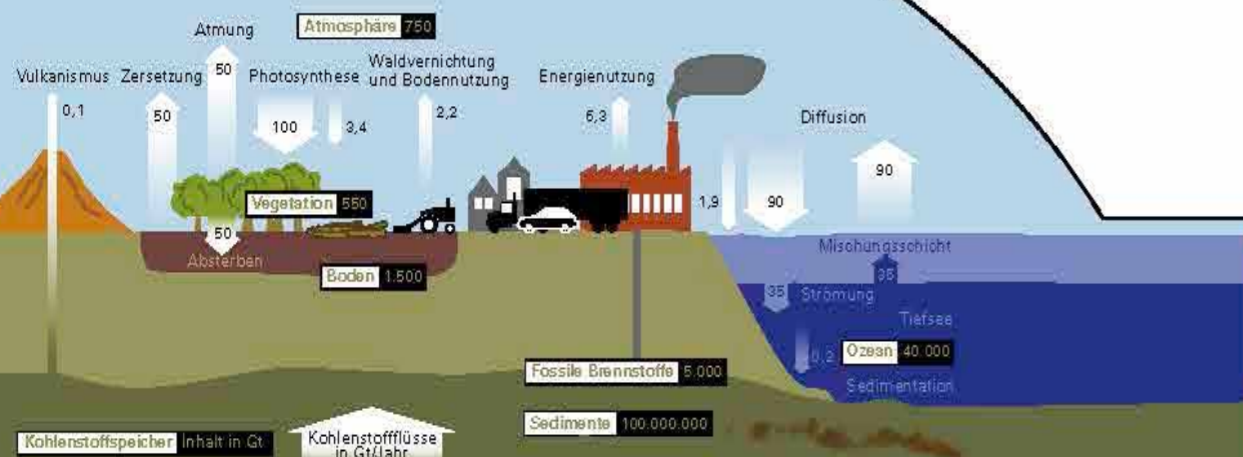 Atmung
Atmosphäre 750
Vulkanismus
Zersetzung
50
Photosynthese
Waldvernichtung
und Bodennutzung
Energienutzung
0,1
50
100
3,4
2,2
6,3
Diffusion
90
1,9
90
Vegetation 550
50
Absterben
Boden 1.500
Mischungsschicht
35
35
Strömung
Tiefsee
0,2
Ozean 40.000
Fossile Brennstoffe 5.000
Sedimentation
Sedimente 100.000.000
Kohlenstoffspeicher Inhalt in Gt
Kohlenstoffflüsse
in Gt/Jahr